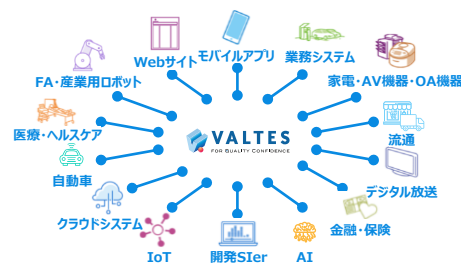 モバイルアプリ
Webサイト
業務システム
FA・産業用ロボット
家電・AV機器・OA機器
医療・ヘルスケア
VALTES
FOR QUALITY CONFIDENCE
流通
自動車
デジタル放送
クラウドシステム
金融・保険
IoT
開発SIer
AI